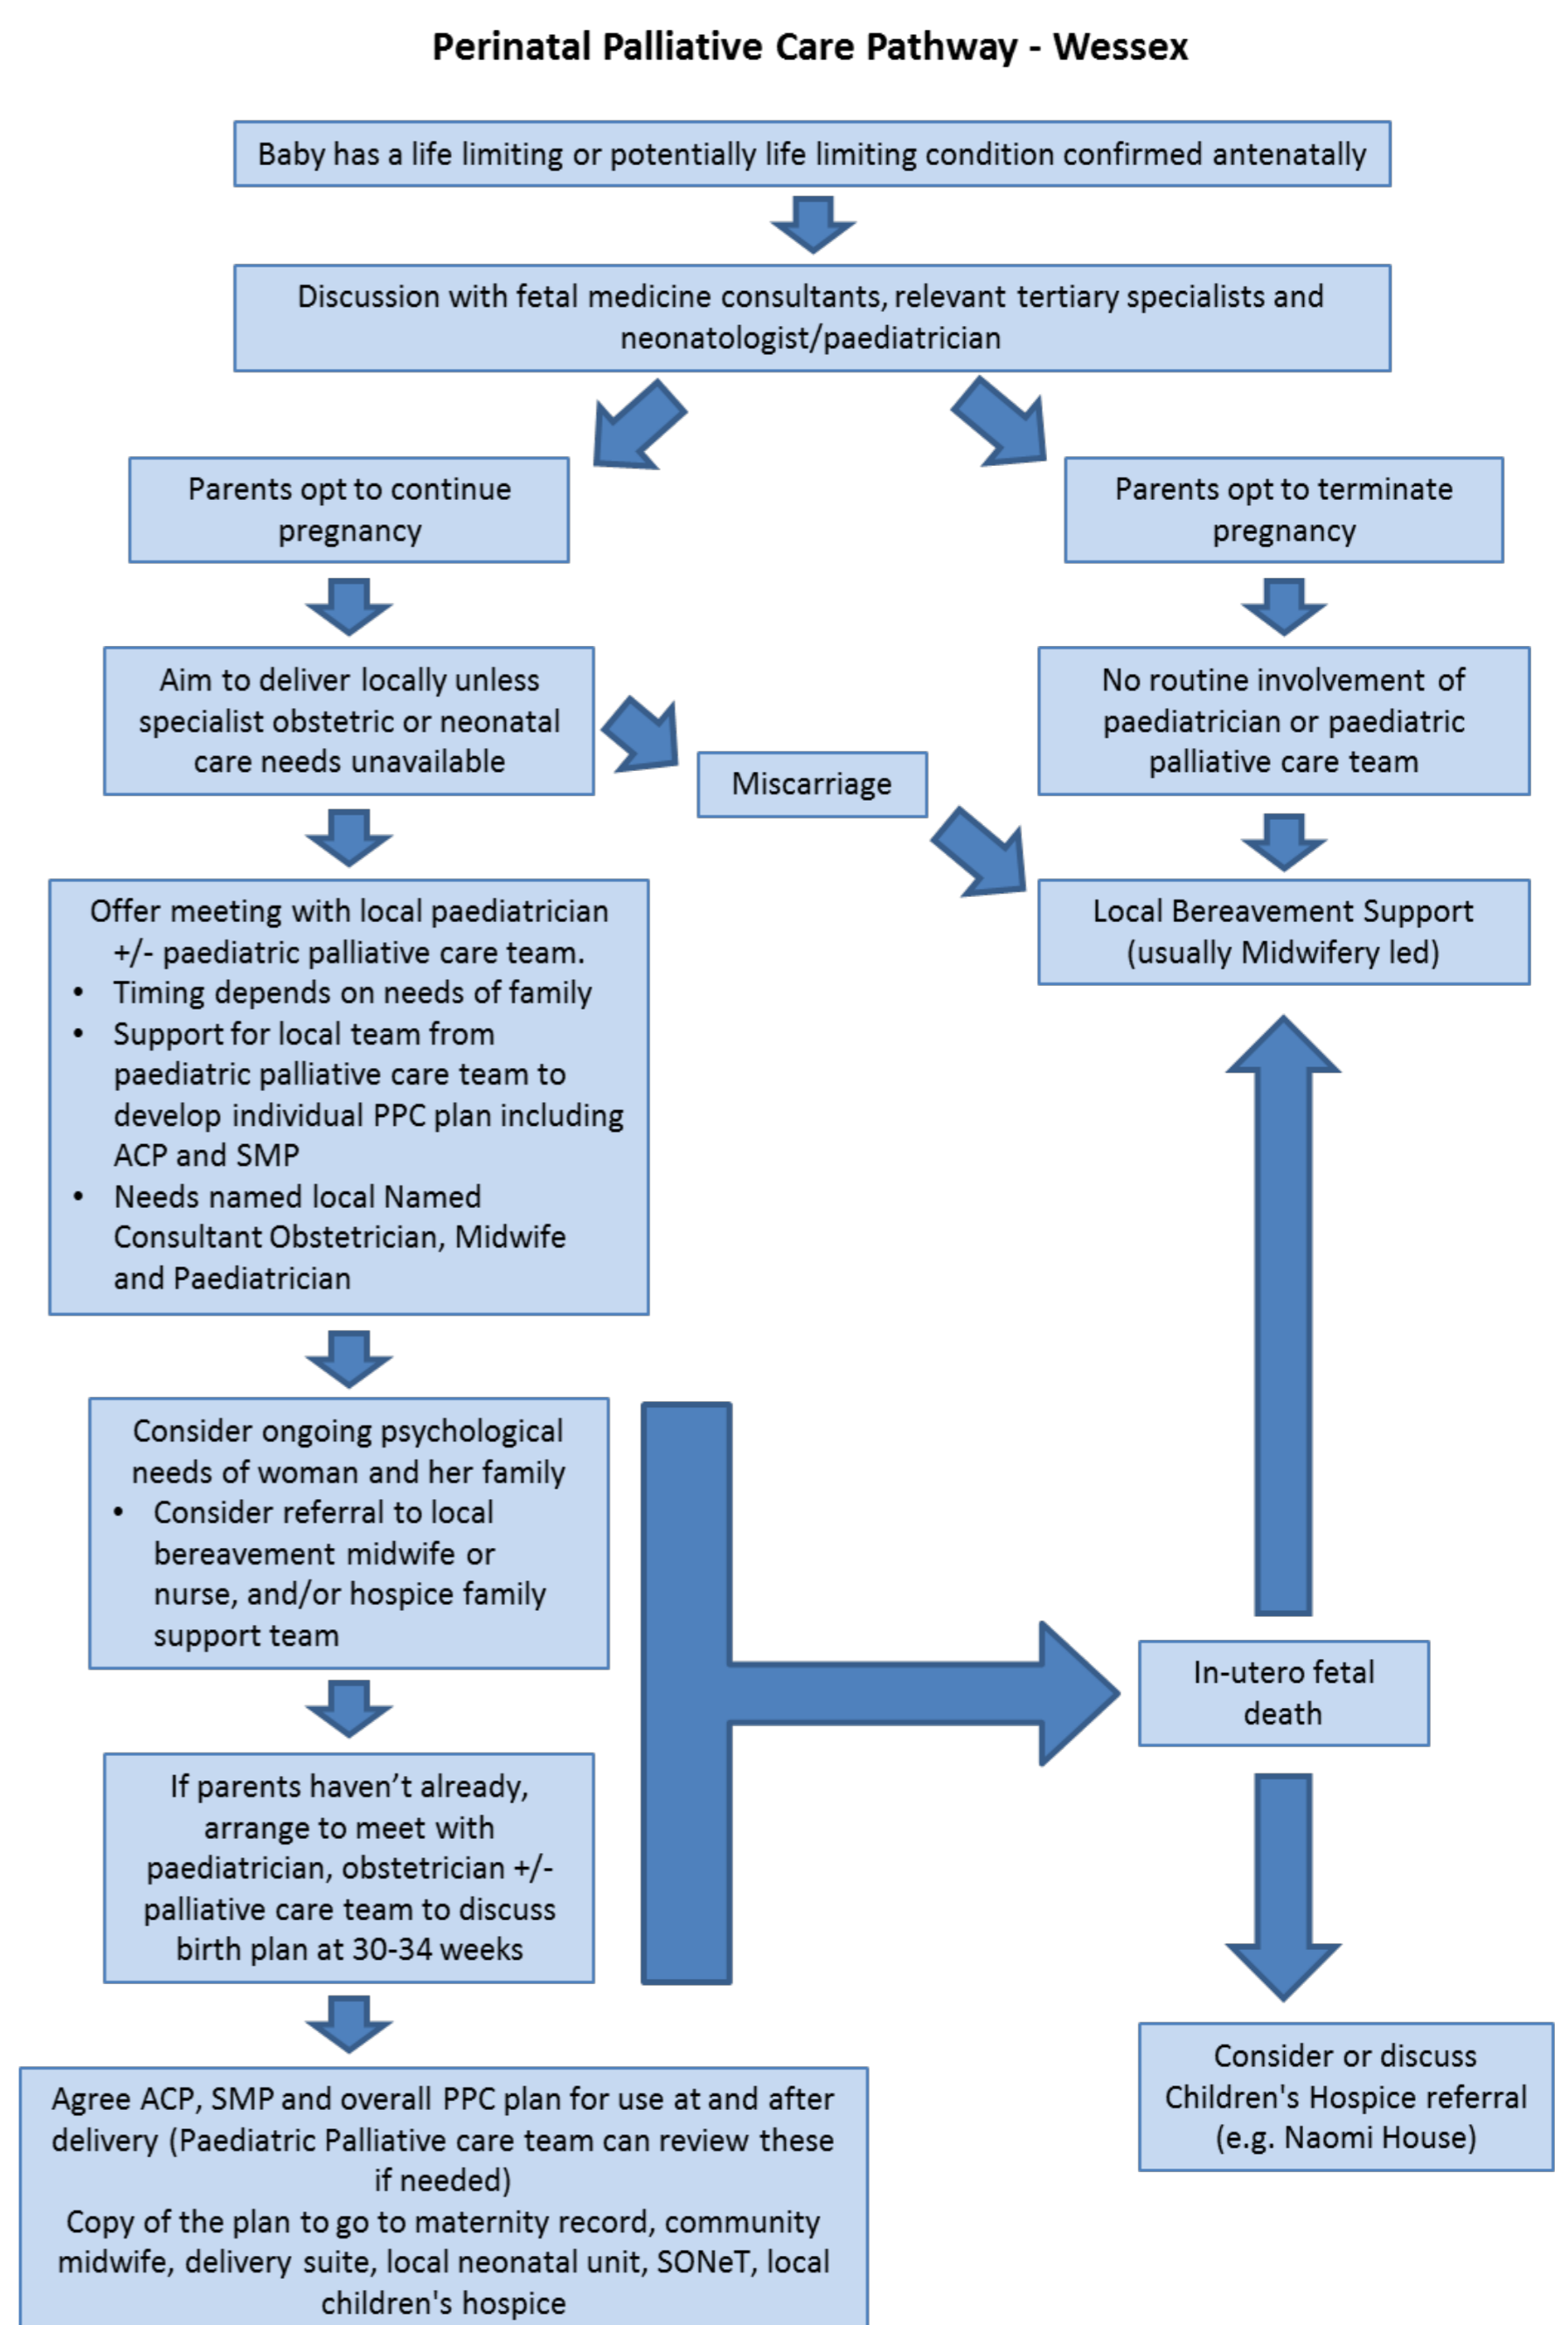 Perinatal Palliative Care Pathway - Wessex
Baby has a life limiting or potentially life limiting condition confirmed antenatally
Discussion with fetal medicine consultants, relevant tertiary specialists and
neonatologist/paediatrician
Parents opt to continue
pregnancy
Parents opt to terminate
pregnancy
Aim to deliver locally unless
specialist obstetric or neonatal
care needs unavailable
No routine involvement of
paediatrician or paediatric
palliative care team
Miscarriage
Offer meeting with local paediatrician
+/- paediatric palliative care team.
• Timing depends on needs of family
• Support for local team from
paediatric palliative care team to
develop individual PPC plan including
ACP and SMP
• Needs named local Named
Consultant Obstetrician, Midwife
and Paediatrician
Local Bereavement Support
(usually Midwifery led)
Consider ongoing psychological
needs of woman and her family
• Consider referral to local
bereavement midwife or
nurse, and/or hospice family
support team
In-utero fetal
death
If parents haven’t already,
arrange to meet with
paediatrician, obstetrician +/-
palliative care team to discuss
birth plan at 30-34 weeks
Consider or discuss
Children's Hospice referral
(e.g. Naomi House)
Agree ACP, SMP and overall PPC plan for use at and after
delivery (Paediatric Palliative care team can review these
if needed)
Copy of the plan to go to maternity record, community
midwife, delivery suite, local neonatal unit, SONeT, local
children's hospice